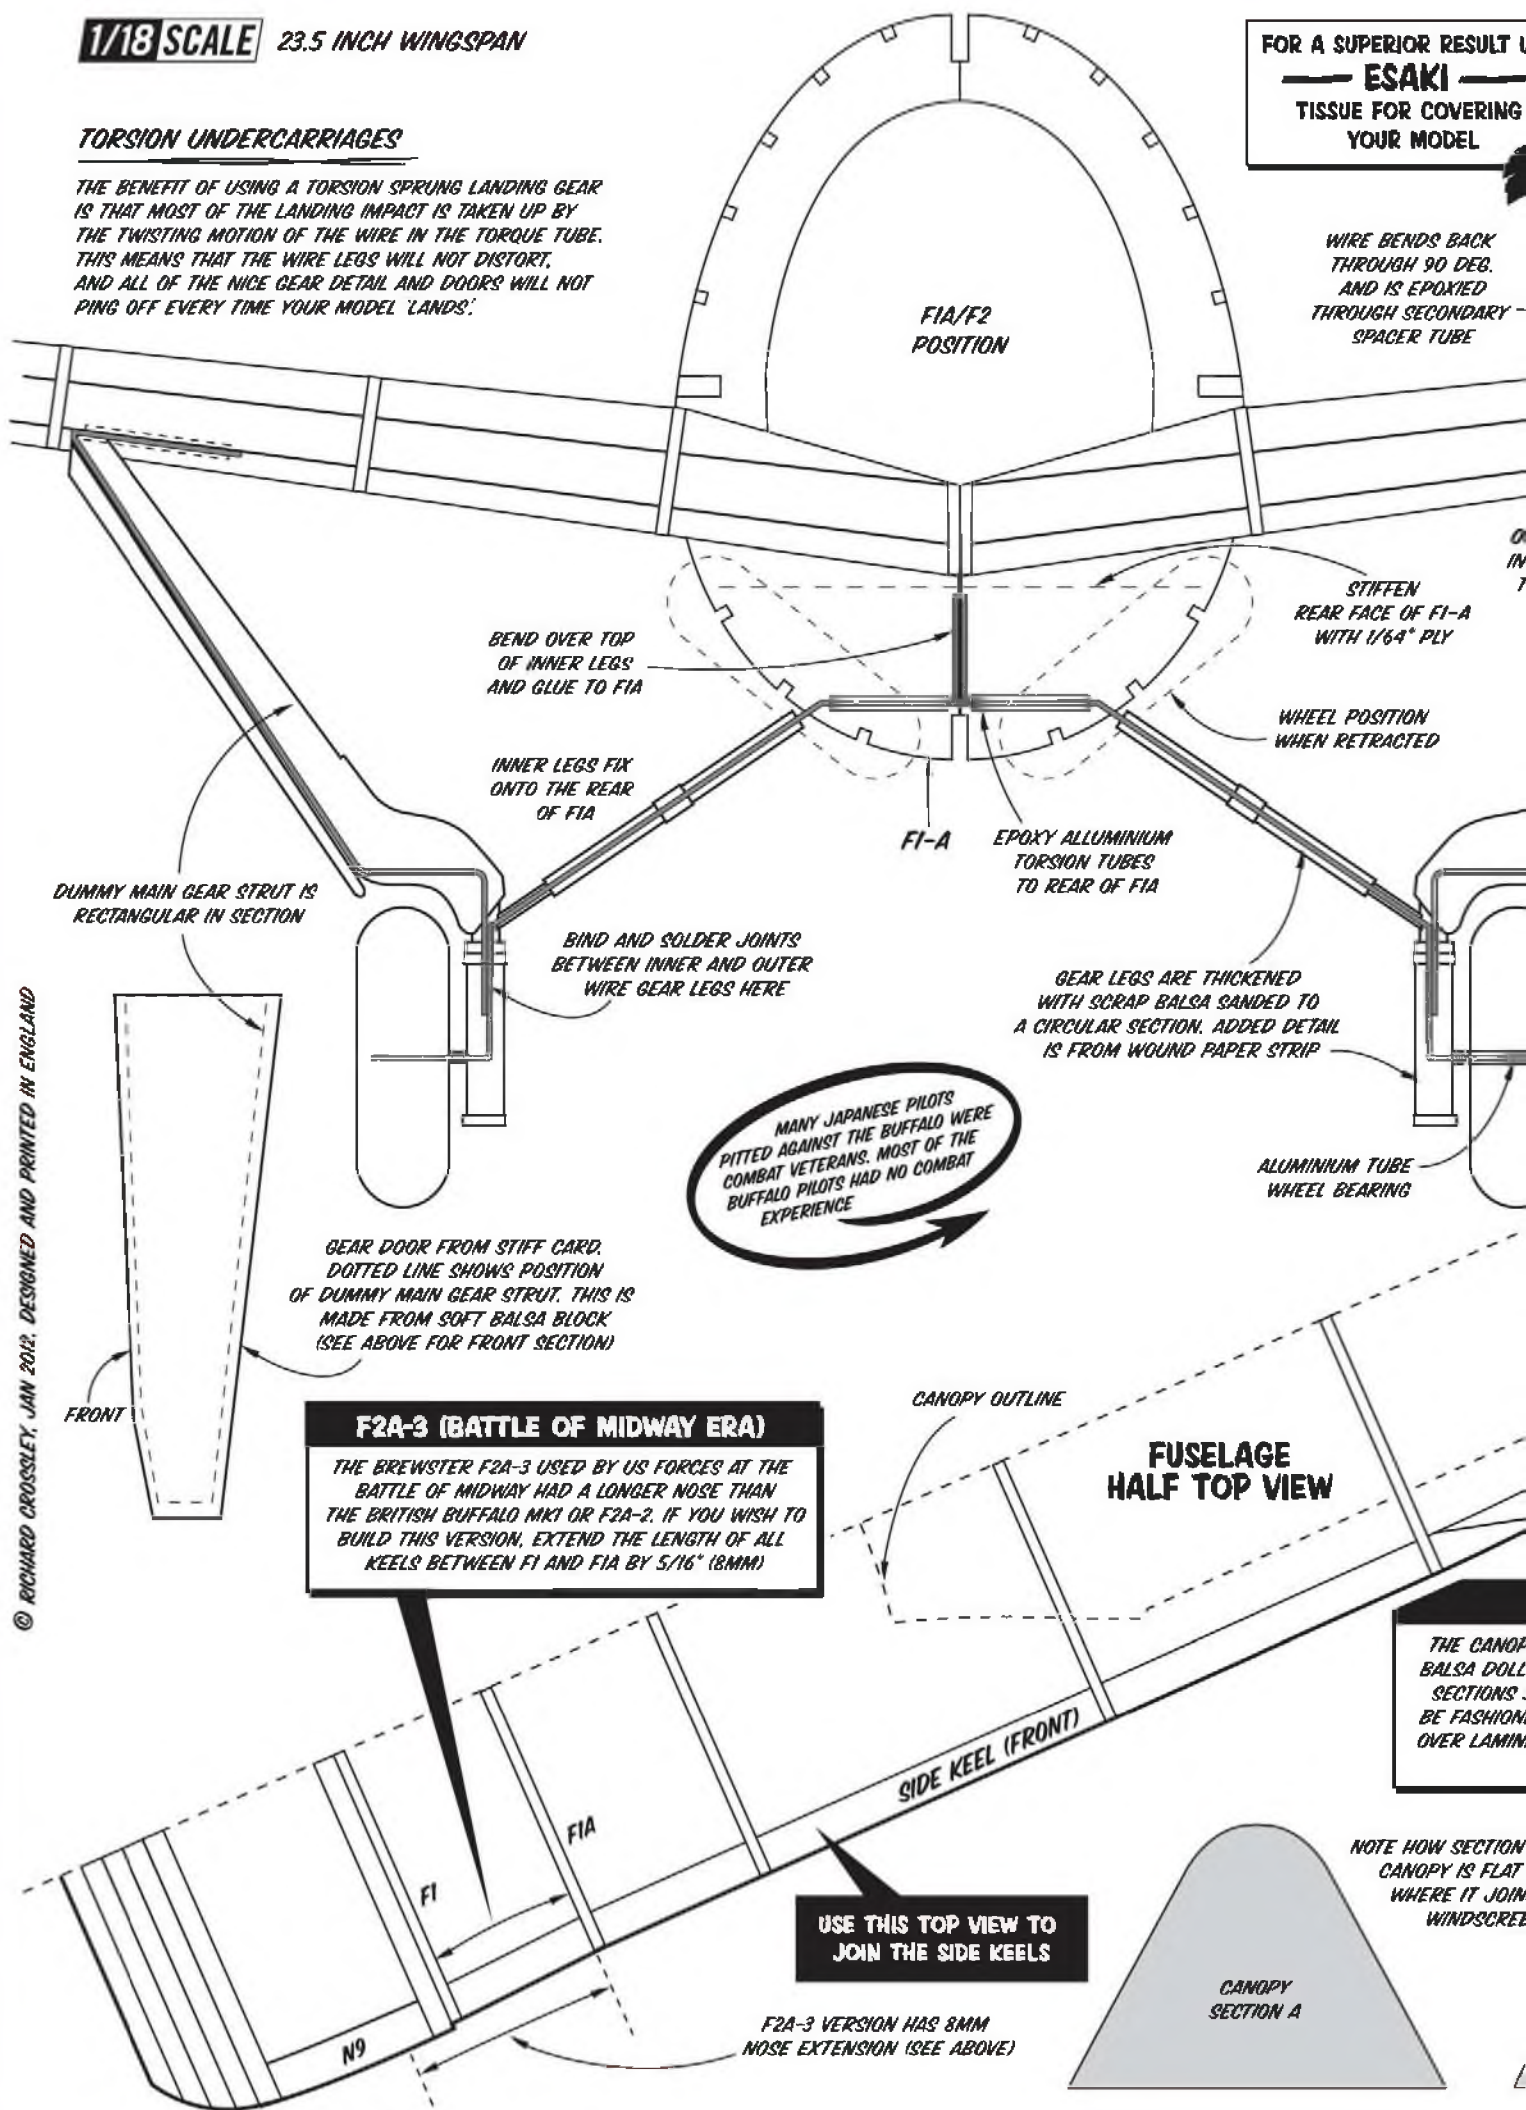 1/18 SCALE 23.5 INCH WINGSPAN
TORSION UNDERCARRIAGES
THE BENEFIT OF USING A TORSION SPRUNG LANDING GEAR
IS THAT MOST OF THE LANDING IMPACT IS TAKEN UP BY
THE TWISTING MOTION OF THE WIRE IN THE TORQUE TUBE.
THIS MEANS THAT THE WIRE LEGS WILL NOT DISTORT,
AND ALL OF THE NICE GEAR DETAIL AND DOORS WILL NOT
PING OFF EVERY TIME YOUR MODEL 'LANDS'.
FOR A SUPERIOR RESULT
ESAKI
TISSUE FOR COVERING
YOUR MODEL
WIRE BENDS BACK
THROUGH 90 DEG.
AND IS EPOXIED
THROUGH SECONDARY
SPACER TUBE
F1A/F2
POSITION
STIFFEN
REAR FACE OF F1-A
WITH 1/64" PLY
BEND OVER TOP
OF INNER LEGS
AND GLUE TO F1A
WHEEL POSITION
WHEN RETRACTED
INNER LEGS FIX
ONTO THE REAR
OF F1A
F1-A
EPOXY ALLUMINIUM
TORSION TUBES
TO REAR OF F1A
DUMMY MAIN GEAR STRUT IS
RECTANGULAR IN SECTION
BIND AND SOLDER JOINTS
BETWEEN INNER AND OUTER
WIRE GEAR LEGS HERE
GEAR LEGS ARE THICKENED
WITH SCRAP BALSA SANDED TO
A CIRCULAR SECTION. ADDED DETAIL
IS FROM WOUND PAPER STRIP
MANY JAPANESE PILOTS
PITTED AGAINST THE BUFFALO WERE
COMBAT VETERANS. MOST OF THE
BUFFALO PILOTS HAD NO COMBAT
EXPERIENCE
ALUMINIUM TUBE
WHEEL BEARING
GEAR DOOR FROM STIFF CARD.
DOTTED LINE SHOWS POSITION
OF DUMMY MAIN GEAR STRUT. THIS IS
MADE FROM SOFT BALSA BLOCK
(SEE ABOVE FOR FRONT SECTION)
FRONT
© RICHARD CROSSLEY, JAN 2012. DESIGNED AND PRINTED IN ENGLAND
F2A-3 (BATTLE OF MIDWAY ERA)
THE BREWSTER F2A-3 USED BY US FORCES AT THE
BATTLE OF MIDWAY HAD A LONGER NOSE THAN
THE BRITISH BUFFALO MK1 OR F2A-2. IF YOU WISH TO
BUILD THIS VERSION, EXTEND THE LENGTH OF ALL
KEELS BETWEEN F1 AND F1A BY 5/16" (8MM)
CANOPY OUTLINE
FUSELAGE
HALF TOP VIEW
THE
BALSA
SECTIONS
BE
OVER
SIDE KEEL (FRONT)
F1A
F1
N9
USE THIS TOP VIEW TO
JOIN THE SIDE KEELS
F2A-3 VERSION HAS 8MM
NOSE EXTENSION (SEE ABOVE)
NOTE HOW SECTION
CANOPY IS FLAT
WHERE IT
CANOPY
SECTION A